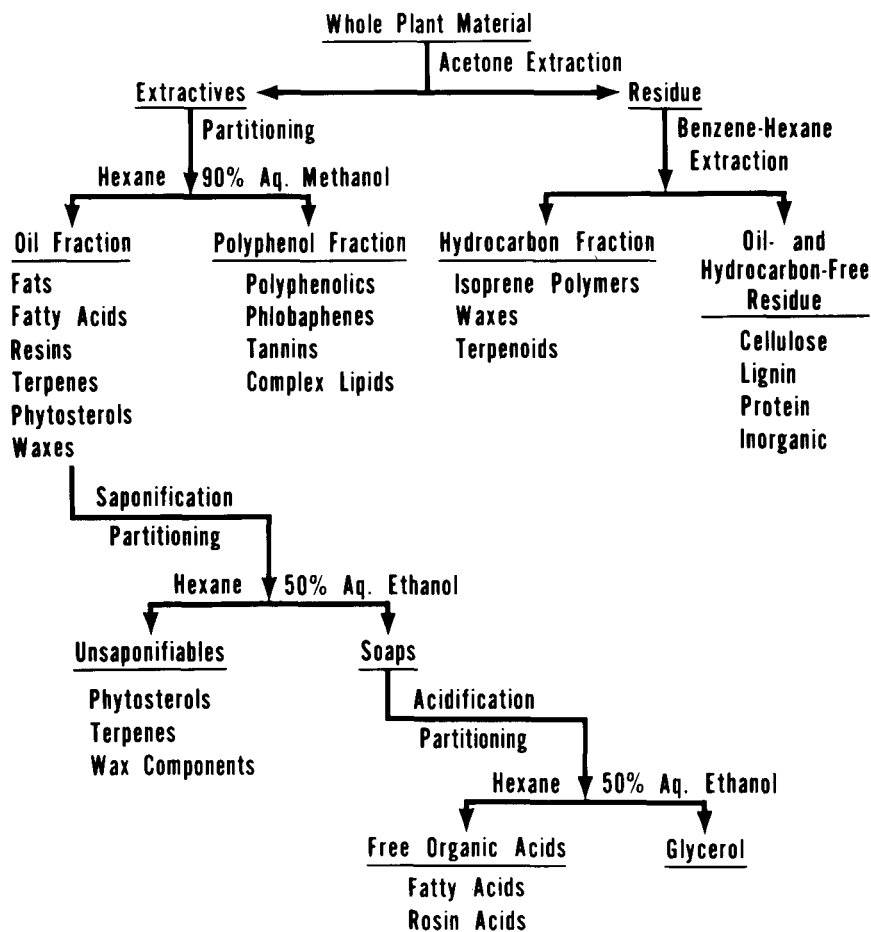 Whole Plant Material
Acetone Extraction
Extractives
Residue
Partitioning
Benzene-Hexane
Extraction
Hexane
90% Aq. Methanol
Oil Fraction
Fats
Fatty Acids
Resins
Terpenes
Phytosterols
Waxes
Polyphenol Fraction
Polyphenolics
Phlobaphenes
Tannins
Complex Lipids
Hydrocarbon Fraction
Isoprene Polymers
Waxes
Terpenoids
Oil- and
Hydrocarbon-Free
Residue
Cellulose
Lignin
Protein
Inorganic
Saponification
Partitioning
Hexane
50% Aq. Ethanol
Unsaponifiables
Phytosterols
Terpenes
Wax Components
Soaps
Acidification
Partitioning
Hexane
50% Aq. Ethanol
Free Organic Acids
Fatty Acids
Rosin Acids
Glycerol